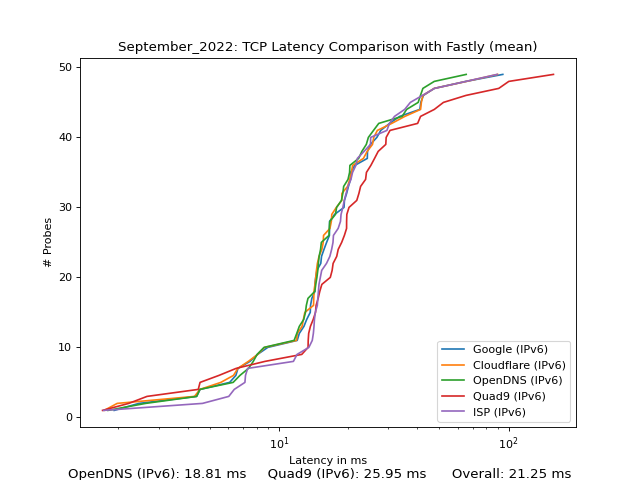 September_2022: TCP Latency Comparison with Fastly (mean)
50
40
30
20
10
0
# Probes
Google (IPv6)
Cloudflare (IPv6)
OpenDNS (IPv6)
Quad9 (IPv6)
ISP (IPv6)
10¹
10²
Latency in ms
OpenDNS (IPv6): 18.81 ms Quad9 (IPv6): 25.95 ms Overall: 21.25 ms